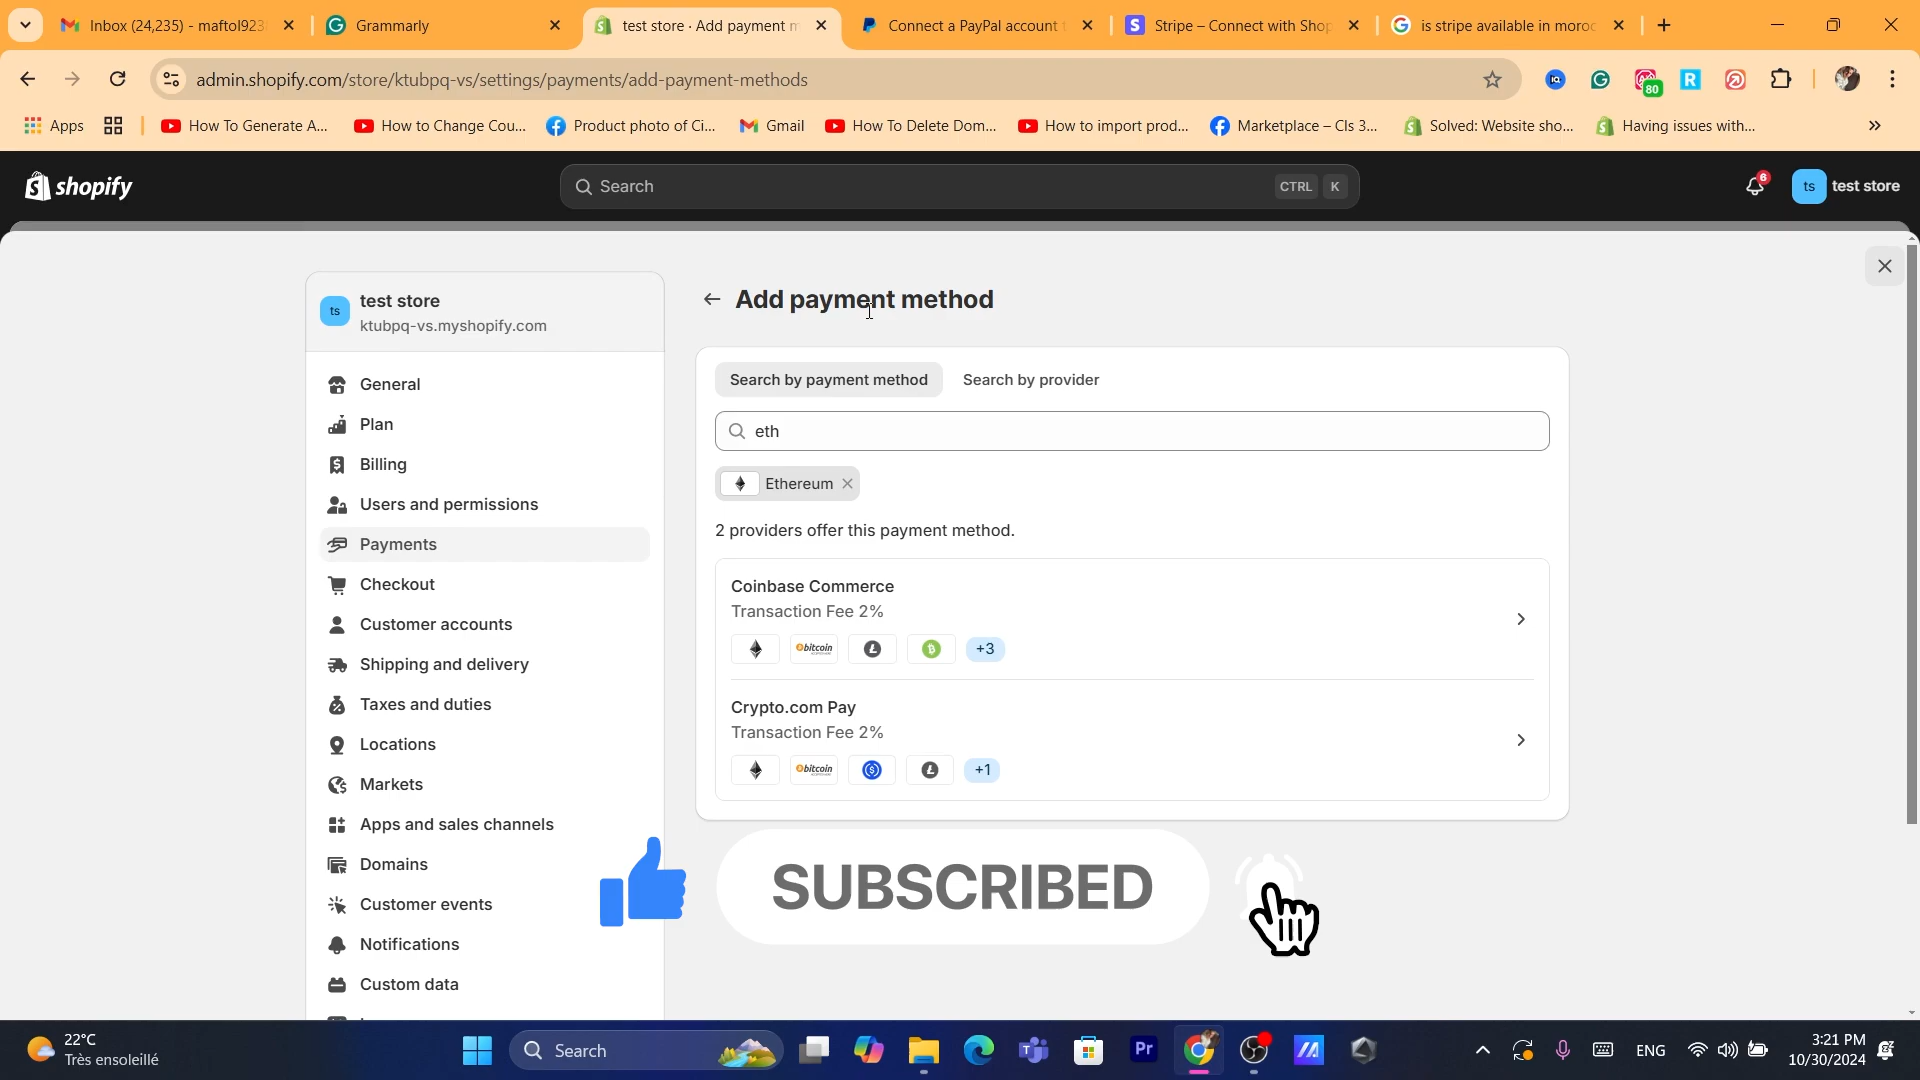 Inbox (24,235) - maftol923
Grammarly
test store · Add payment m
Connect a PayPal account t
Stripe – Connect with Shop
is stripe available in moroc
admin.shopify.com/store/ktubpq-vs/settings/payments/add-payment-methods
80
Apps
How To Generate A...
How to Change Cou...
Product photo of Ci...
Gmail
How To Delete Dom...
How to import prod...
Marketplace – Cls 3...
Solved: Website sho...
Having issues with...
shopify
Search
CTRL K
6
ts
test store
ts
test store
ktubpq-vs.myshopify.com
General
Plan
Billing
Users and permissions
Payments
Checkout
Customer accounts
Shipping and delivery
Taxes and duties
Locations
Markets
Apps and sales channels
Domains
Customer events
Notifications
Custom data
Add payment method
Search by payment method
Search by provider
eth
Ethereum
2 providers offer this payment method.
Coinbase Commerce
Transaction Fee 2%
bitcoin
+3
Crypto.com Pay
Transaction Fee 2%
bitcoin
+1
SUBSCRIBED
22°C
Très ensoleillé
Search
Pr
ENG
3:21 PM
10/30/2024